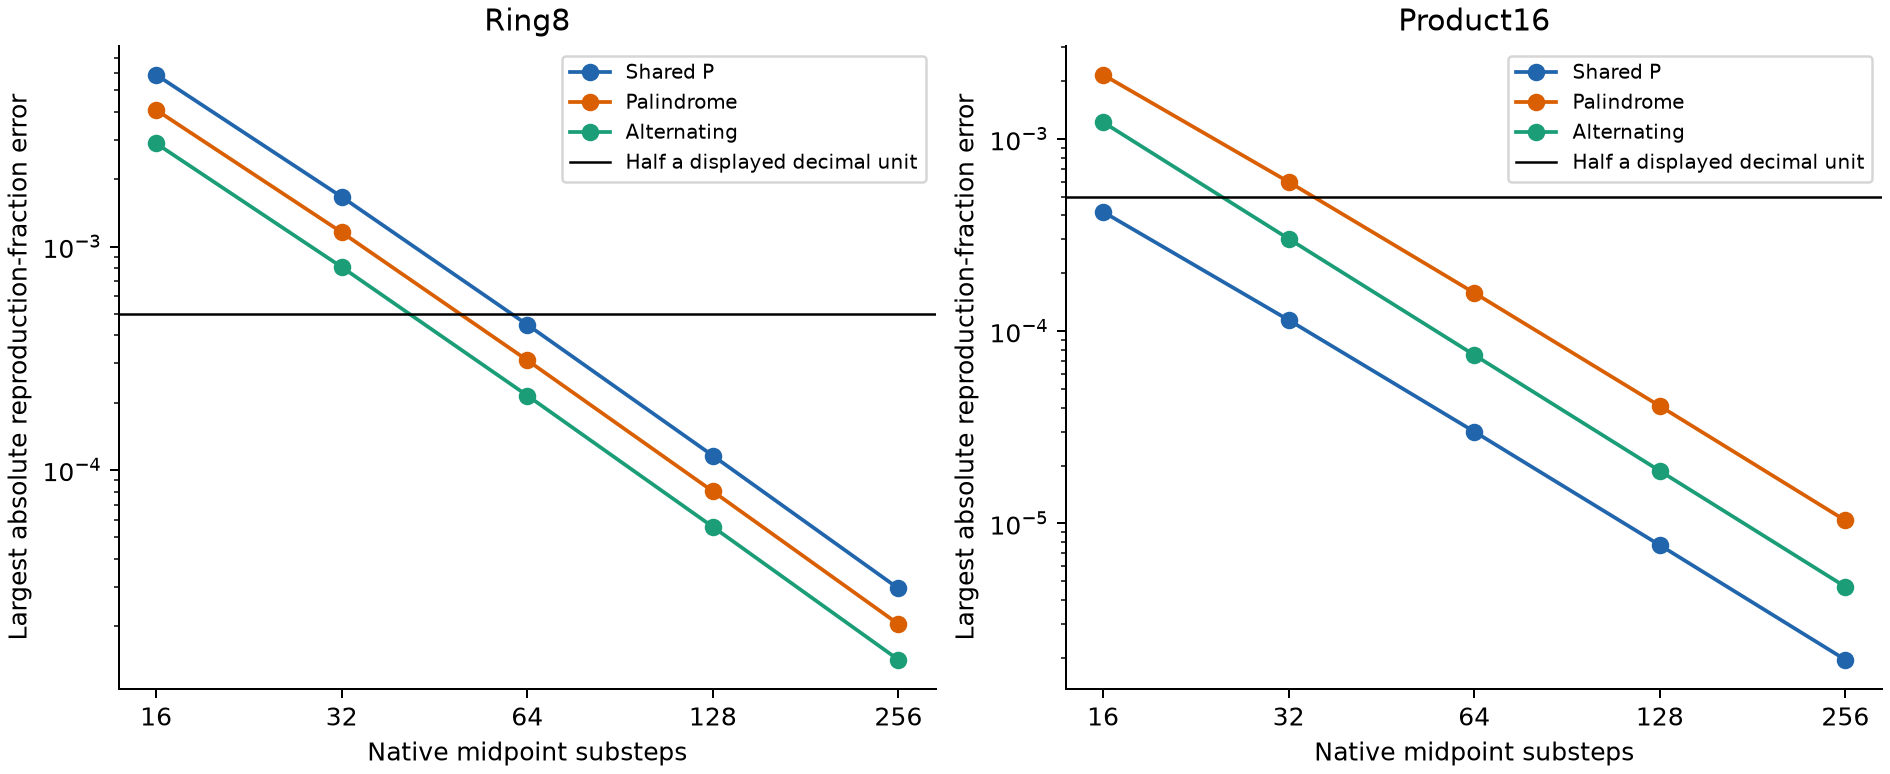 Ring8
Largest absolute reproduction-fraction error
10⁻³
10⁻⁴
Shared P
Palindrome
Alternating
Half a displayed decimal unit
16 32 64 128 256
Native midpoint substeps
Product16
Largest absolute reproduction-fraction error
10⁻³
10⁻⁴
10⁻⁵
Shared P
Palindrome
Alternating
Half a displayed decimal unit
16 32 64 128 256
Native midpoint substeps